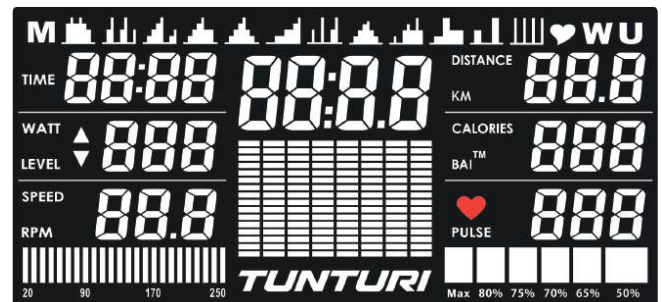 M WU
TIME 88:88
88:8.8
DISTANCE
KM 88.8
WATT
LEVEL 888
CALORIES
BAI™ 888
SPEED
RPM 88.8
PULSE 888
20 90 170 250
TUNTURI
Max 80% 75% 70% 65% 50%